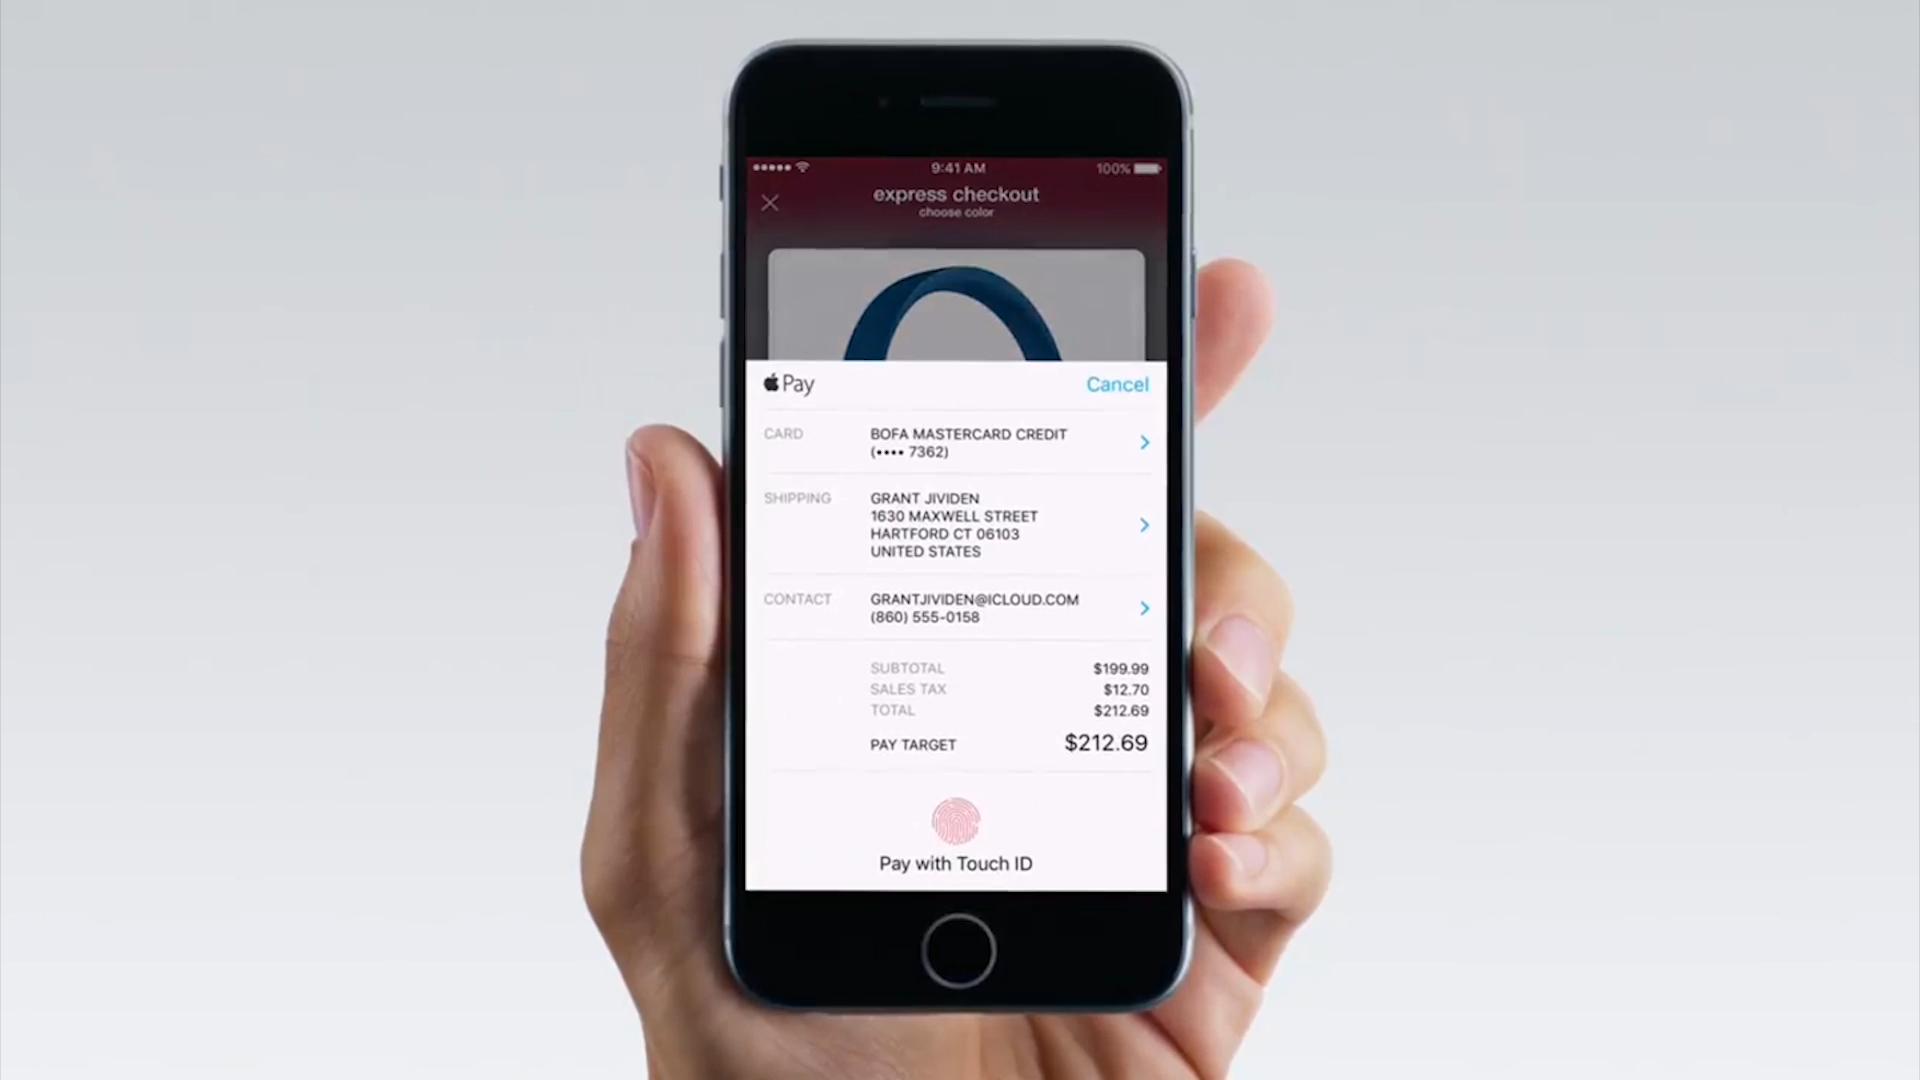 9:41 AM 100%
express checkout
choose color
Pay Cancel
CARD BOFA MASTERCARD CREDIT
(•••• 7362)
SHIPPING GRANT JIVIDEN
1630 MAXWELL STREET
HARTFORD CT 06103
UNITED STATES
CONTACT GRANTJIVIDEN@ICLOUD.COM
(860) 555-0158
SUBTOTAL $199.99
SALES TAX $12.70
TOTAL $212.69
PAY TARGET $212.69
Pay with Touch ID